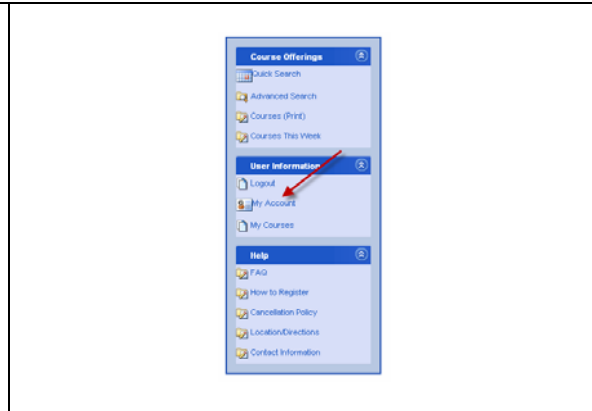 Course Offerings
Quick Search
Advanced Search
Courses (Print)
Courses This Week
User Information
Logout
My Account
My Courses
Help
FAQ
How to Register
Cancellation Policy
Location/Directions
Contact Information